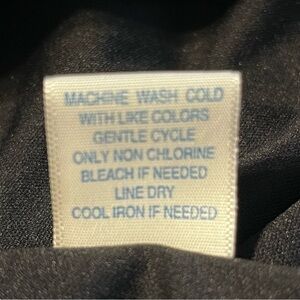 MACHINE WASH COLD
WITH LIKE COLORS
GENTLE CYCLE
ONLY NON CHLORINE
BLEACH IF NEEDED
LINE DRY
COOL IRON IF NEEDED